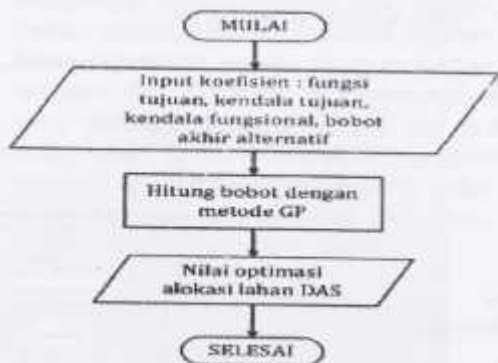 MULAI
Input koefisien : fungsi
tujuan, kendala tujuan,
kendala fungsional, bobot
akhir alternatif
Hitung bobot dengan
metode GP
Nilai optimasi
alokasi lahan DAS
SELESAI